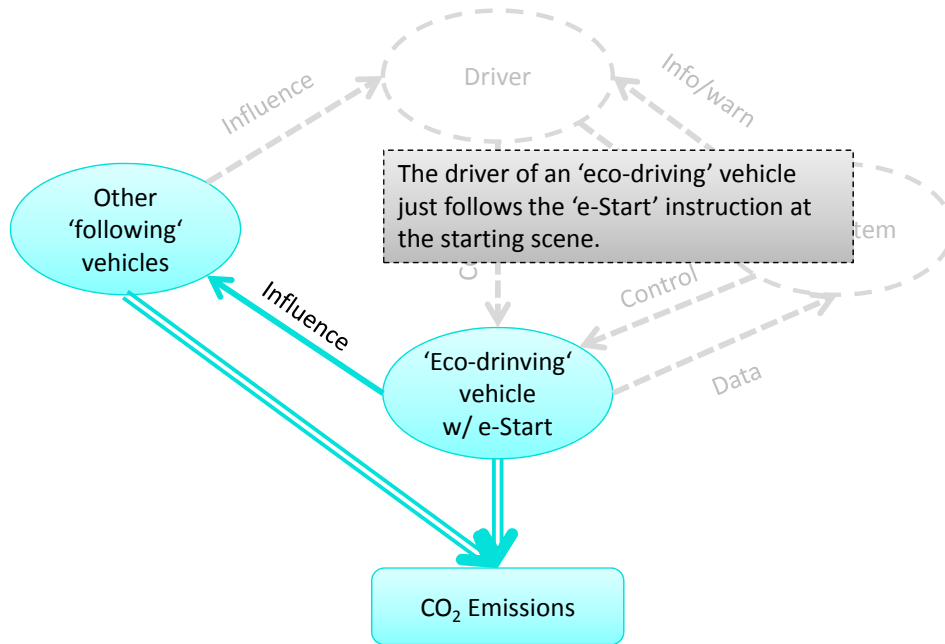 Driver
Influence
Info/warn
The driver of an ‘eco-driving’ vehicle
just follows the ‘e-Start’ instruction at
the starting scene.
Other
‘following‘
vehicles
Control
Influence
‘Eco-drinving‘
vehicle
w/ e-Start
Data
CO₂ Emissions